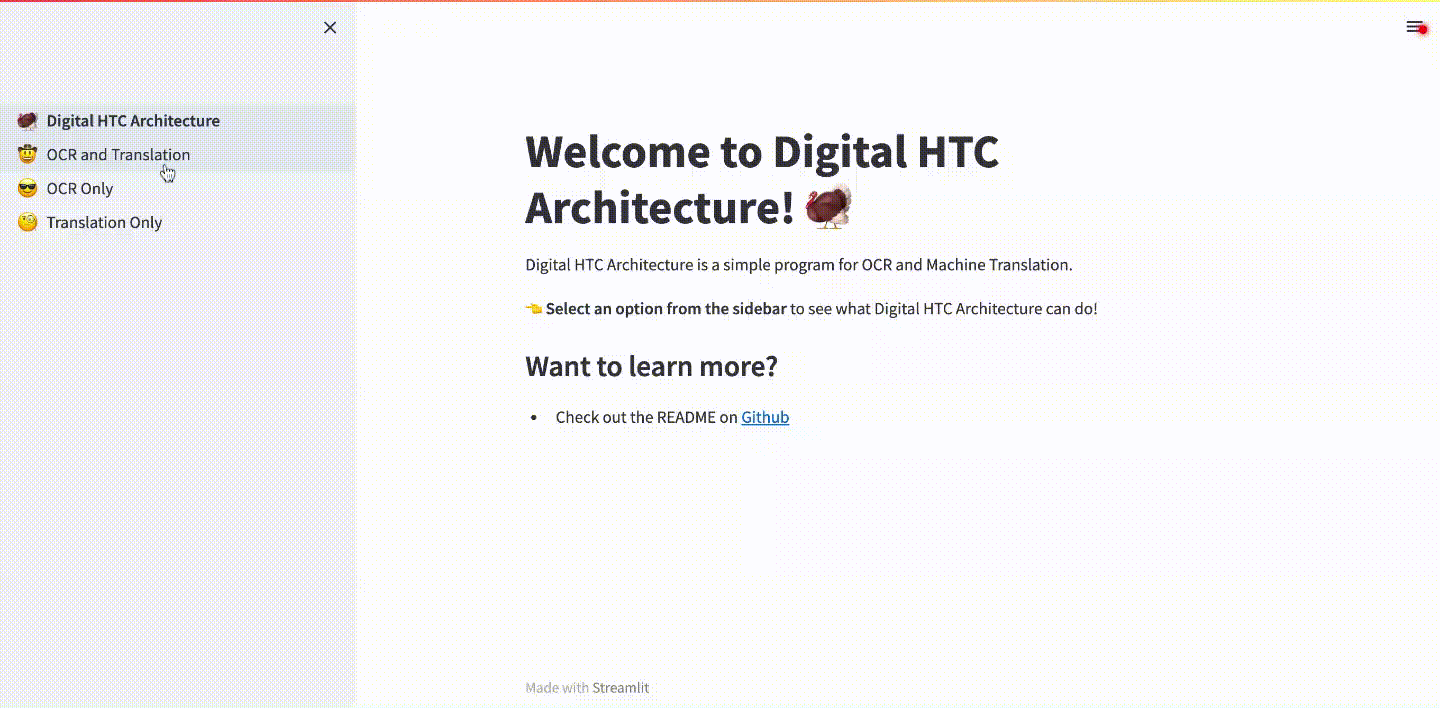 Digital HTC Architecture
OCR and Translation
OCR Only
Translation Only
Welcome to Digital HTC
Architecture! 🦃
Digital HTC Architecture is a simple program for OCR and Machine Translation.
👈 Select an option from the sidebar to see what Digital HTC Architecture can do!
Want to learn more?
• Check out the README on Github
Made with Streamlit